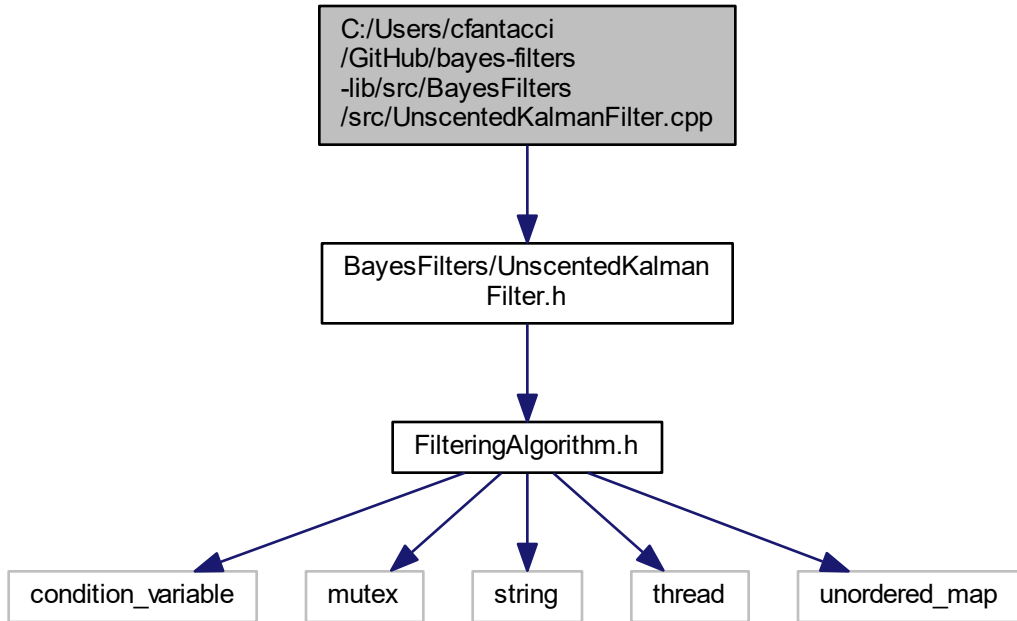 C:/Users/cfantacci
/GitHub/bayes-filters
-lib/src/BayesFilters
/src/UnscentedKalmanFilter.cpp
BayesFilters/UnscentedKalman
Filter.h
FilteringAlgorithm.h
condition_variable
mutex
string
thread
unordered_map